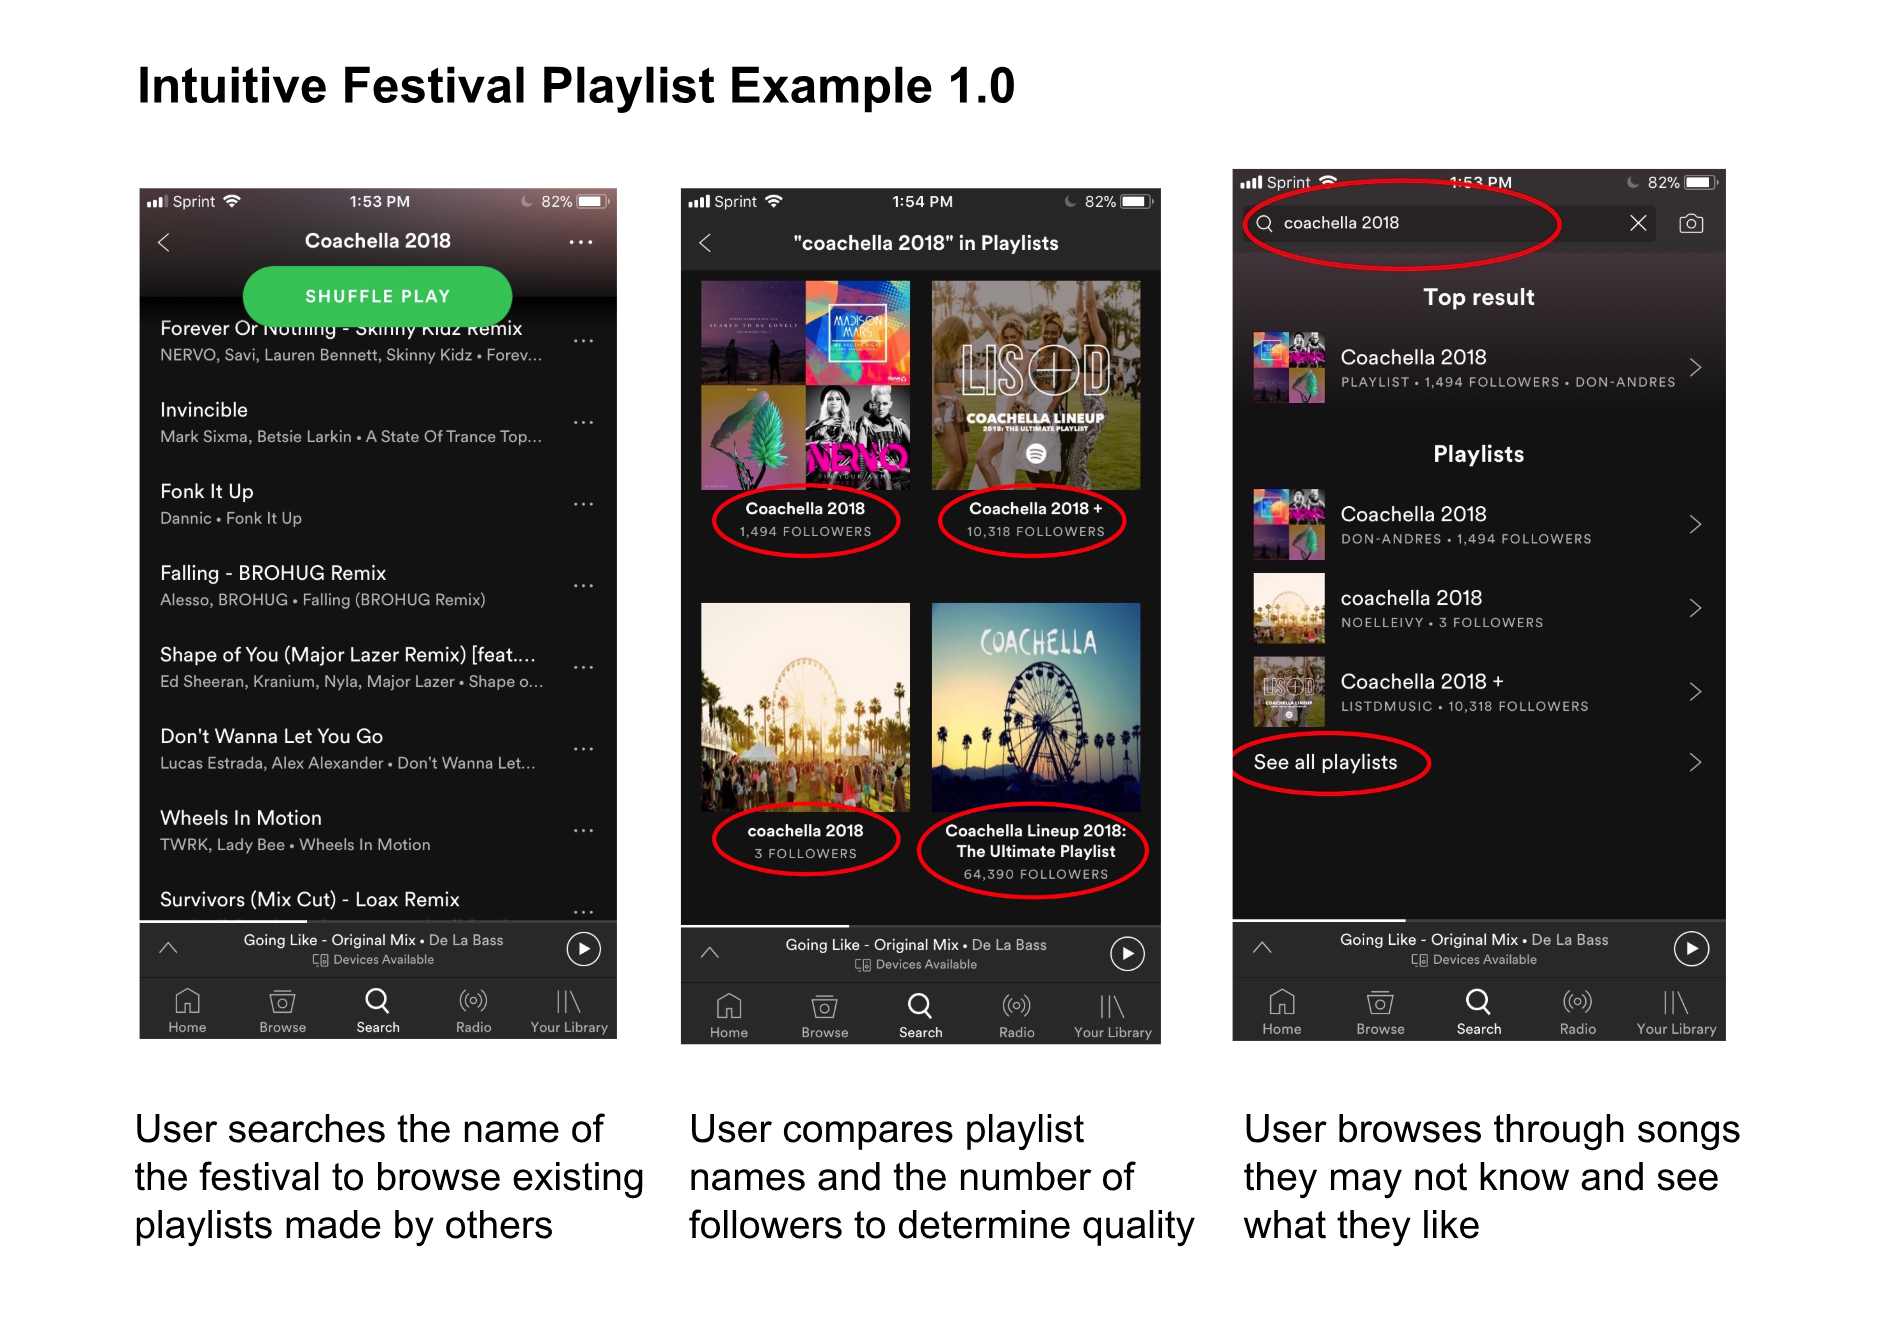 Intuitive Festival Playlist Example 1.0
Sprint 1:53 PM 82%
Coachella 2018
SHUFFLE PLAY
Forever Or Nothing - Skinny Kidz Remix
NERVO, Savi, Lauren Bennett, Skinny Kidz • Forev...
Invincible
Mark Sixma, Betsie Larkin • A State Of Trance Top...
Fonk It Up
Dannic • Fonk It Up
Falling - BROHUG Remix
Alesso, BROHUG • Falling (BROHUG Remix)
Shape of You (Major Lazer Remix) [feat....
Ed Sheeran, Kranium, Nyla, Major Lazer • Shape o...
Don't Wanna Let You Go
Lucas Estrada, Alex Alexander • Don't Wanna Let...
Wheels In Motion
TWRK, Lady Bee • Wheels In Motion
Survivors (Mix Cut) - Loax Remix
Going Like - Original Mix • De La Bass
Devices Available
Home Browse Search Radio Your Library
User searches the name of
the festival to browse existing
playlists made by others
Sprint 1:54 PM 82%
"coachella 2018" in Playlists
SCARED TO BE LONELY
MADISON
MARS
NERVO
LISTD
COACHELLA LINEUP
2018: THE ULTIMATE PLAYLIST
Coachella 2018
1,494 FOLLOWERS
Coachella 2018 +
10,318 FOLLOWERS
COACHELLA
coachella 2018
3 FOLLOWERS
Coachella Lineup 2018:
The Ultimate Playlist
64,390 FOLLOWERS
Going Like - Original Mix • De La Bass
Devices Available
Home Browse Search Radio Your Library
User compares playlist
names and the number of
followers to determine quality
Sprint 1:53 PM 82%
coachella 2018
Top result
Coachella 2018
PLAYLIST • 1,494 FOLLOWERS • DON-ANDRES
Playlists
Coachella 2018
DON-ANDRES • 1,494 FOLLOWERS
coachella 2018
NOELLEIVY • 3 FOLLOWERS
LISTD
COACHELLA LINEUP
Coachella 2018 +
LISTDMUSIC • 10,318 FOLLOWERS
See all playlists
Going Like - Original Mix • De La Bass
Devices Available
Home Browse Search Radio Your Library
User browses through songs
they may not know and see
what they like